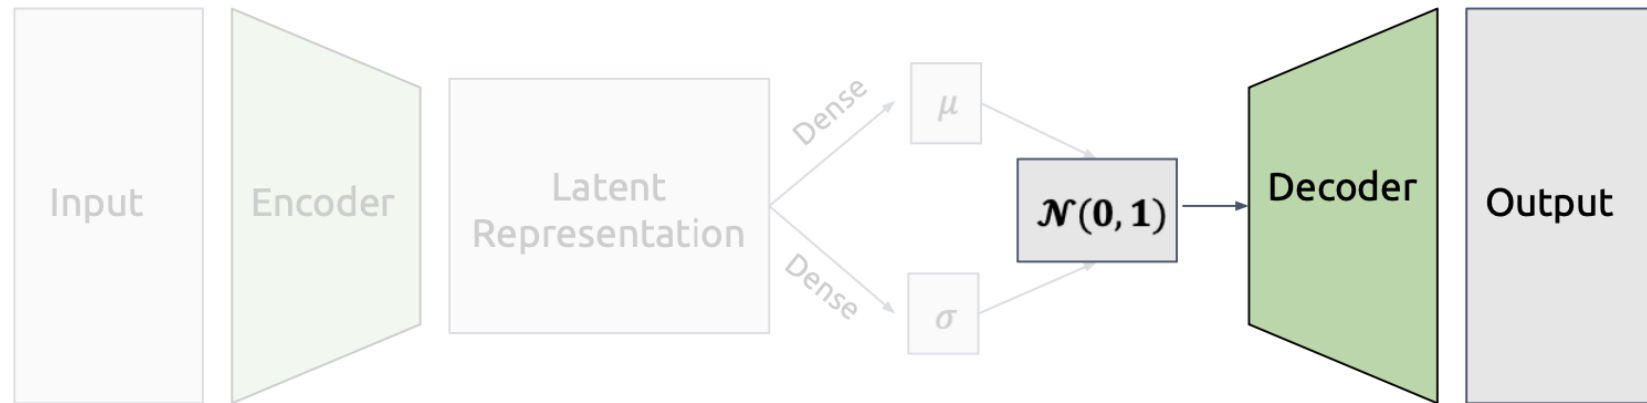 Input
Encoder
Latent
Representation
Dense
Dense
μ
σ
𝒩(0, 1)
Decoder
Output